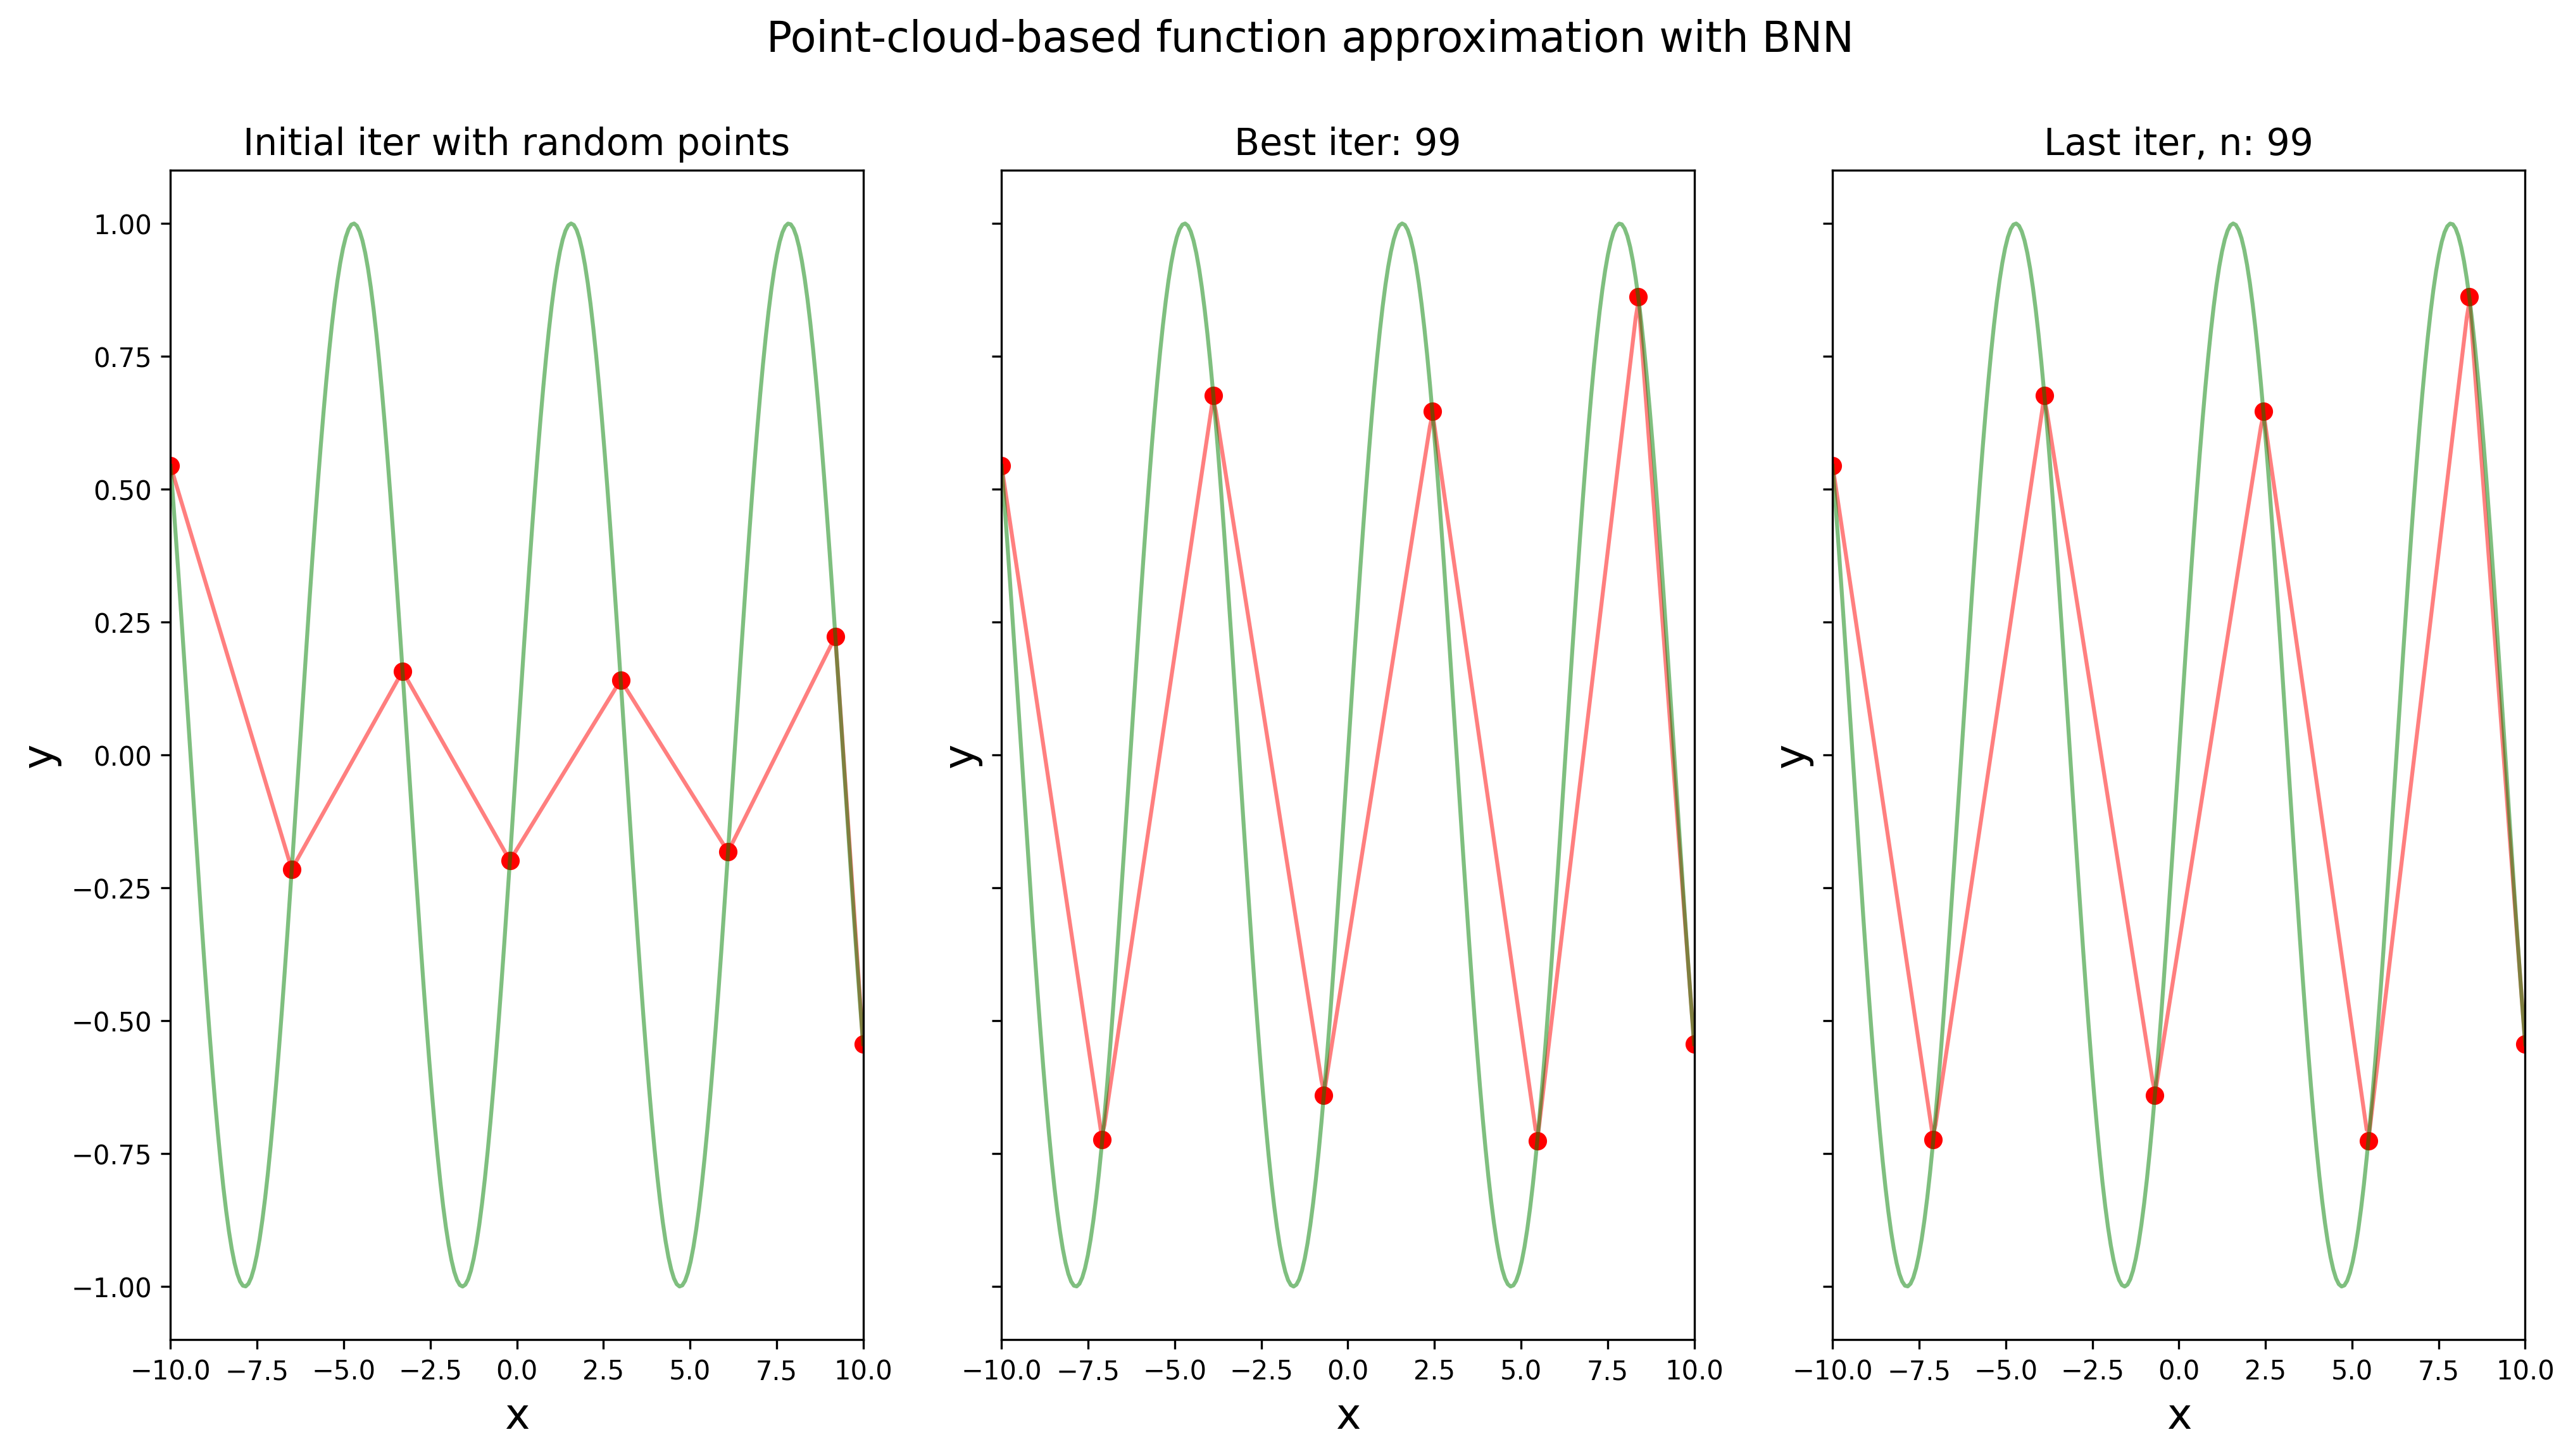 Point-cloud-based function approximation with BNN
Initial iter with random points
Best iter: 99
Last iter, n: 99
y
1.00
0.75
0.50
0.25
0.00
−0.25
−0.50
−0.75
−1.00
−10.0 −7.5 −5.0 −2.5 0.0 2.5 5.0 7.5 10.0
x
y
−10.0 −7.5 −5.0 −2.5 0.0 2.5 5.0 7.5 10.0
x
y
−10.0 −7.5 −5.0 −2.5 0.0 2.5 5.0 7.5 10.0
x